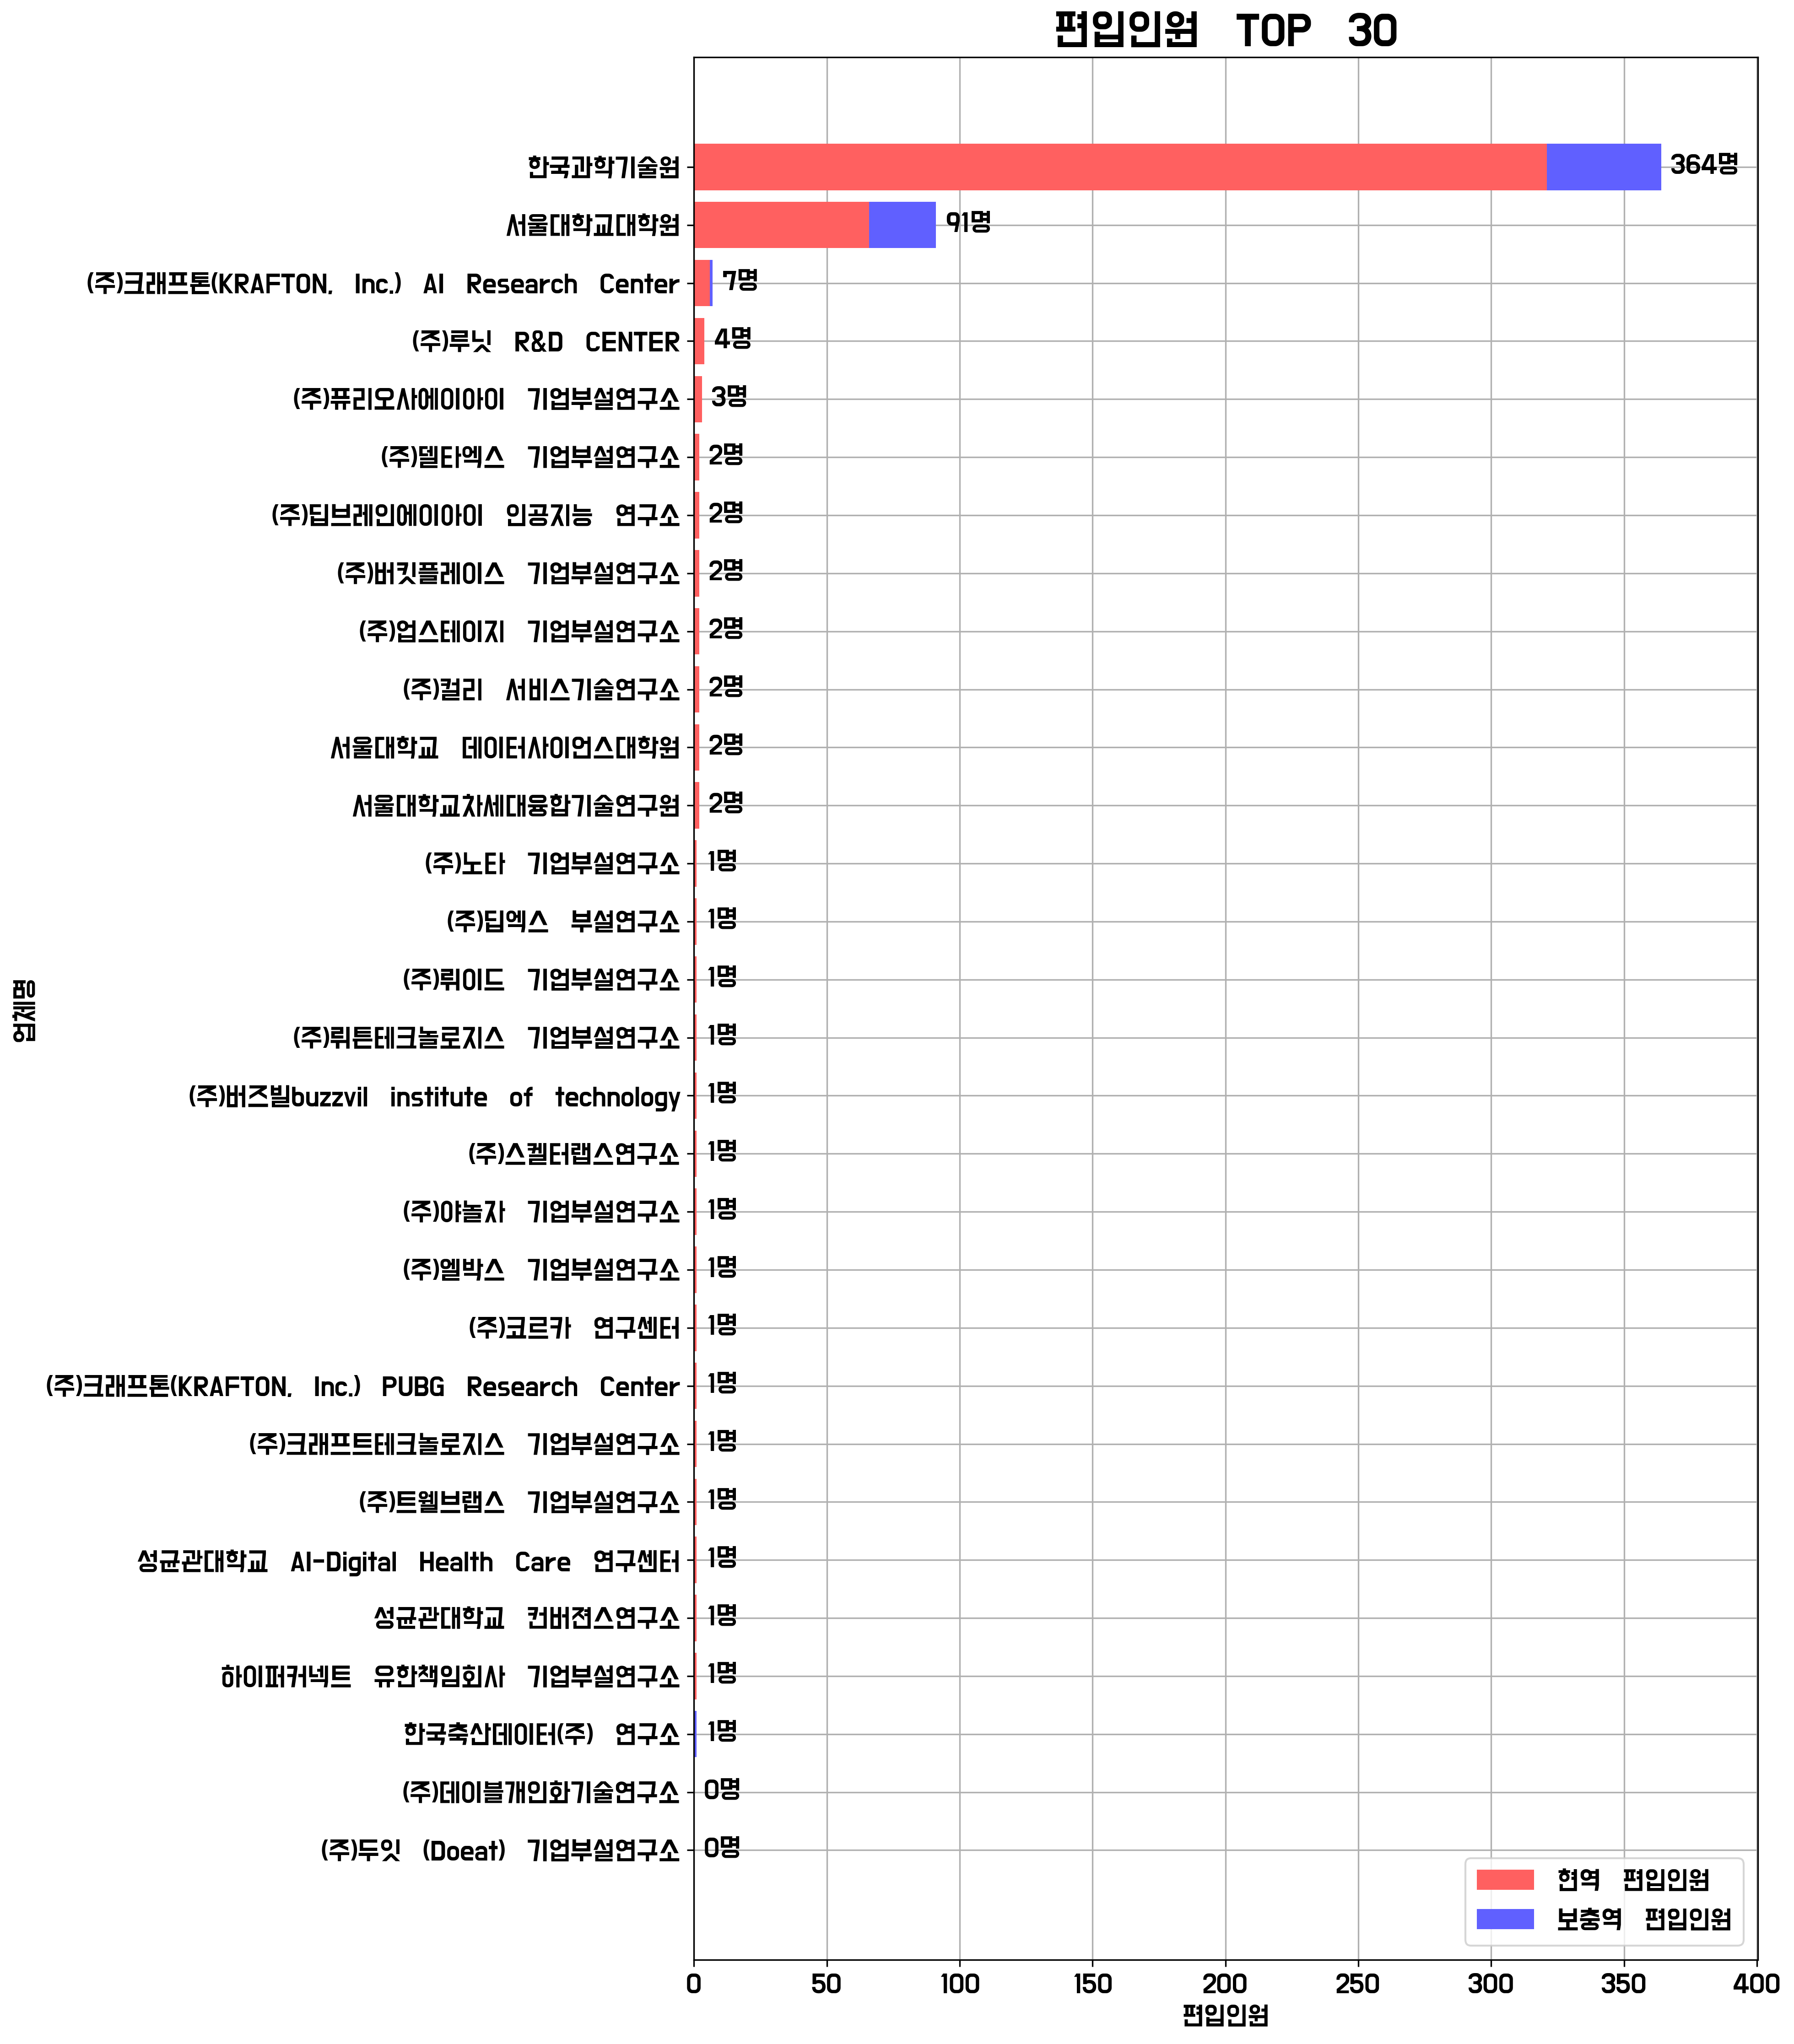 편입인원 TOP 30
한국과학기술원 364명
서울대학교대학원 91명
(주)크래프톤(KRAFTON, Inc.) AI Research Center 7명
(주)루닛 R&D CENTER 4명
(주)퓨리오사에이아이 기업부설연구소 3명
(주)델타엑스 기업부설연구소 2명
(주)딥브레인에이아이 인공지능 연구소 2명
(주)버킷플레이스 기업부설연구소 2명
(주)업스테이지 기업부설연구소 2명
(주)컬리 서비스기술연구소 2명
서울대학교 데이터사이언스대학원 2명
서울대학교차세대융합기술연구원 2명
(주)노타 기업부설연구소 1명
(주)딥엑스 부설연구소 1명
(주)뤼이드 기업부설연구소 1명
(주)뤼튼테크놀로지스 기업부설연구소 1명
(주)버즈빌buzzvil institute of technology 1명
(주)스켈터랩스연구소 1명
(주)야놀자 기업부설연구소 1명
(주)엘박스 기업부설연구소 1명
(주)코르카 연구센터 1명
(주)크래프톤(KRAFTON, Inc.) PUBG Research Center 1명
(주)크래프트테크놀로지스 기업부설연구소 1명
(주)트웰브랩스 기업부설연구소 1명
성균관대학교 AI-Digital Health Care 연구센터 1명
성균관대학교 컨버젼스연구소 1명
하이퍼커넥트 유한책임회사 기업부설연구소 1명
한국축산데이터(주) 연구소 1명
(주)데이블개인화기술연구소 0명
(주)두잇 (Doeat) 기업부설연구소 0명
업체명
현역 편입인원
보충역 편입인원
0 50 100 150 200 250 300 350 400
편입인원